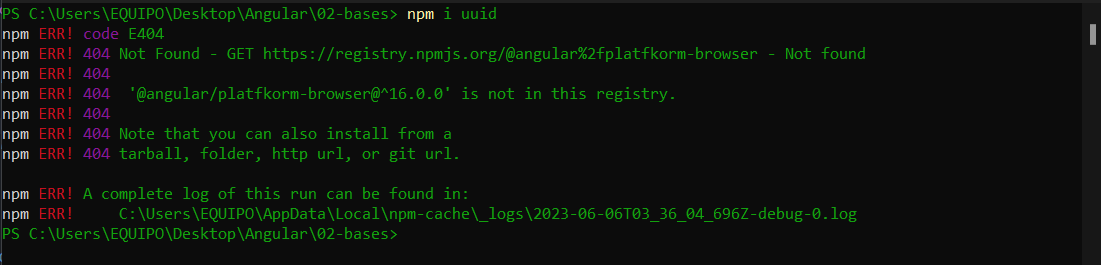 PS C:\Users\EQUIPO\Desktop\Angular\02-bases> npm i uuid
npm ERR! code E404
npm ERR! 404 Not Found - GET https://registry.npmjs.org/@angular%2fplatfkorm-browser - Not found
npm ERR! 404
npm ERR! 404  '@angular/platfkorm-browser@^16.0.0' is not in this registry.
npm ERR! 404
npm ERR! 404 Note that you can also install from a
npm ERR! 404 tarball, folder, http url, or git url.

npm ERR! A complete log of this run can be found in:
npm ERR!     C:\Users\EQUIPO\AppData\Local\npm-cache\_logs\2023-06-06T03_36_04_696Z-debug-0.log
PS C:\Users\EQUIPO\Desktop\Angular\02-bases>